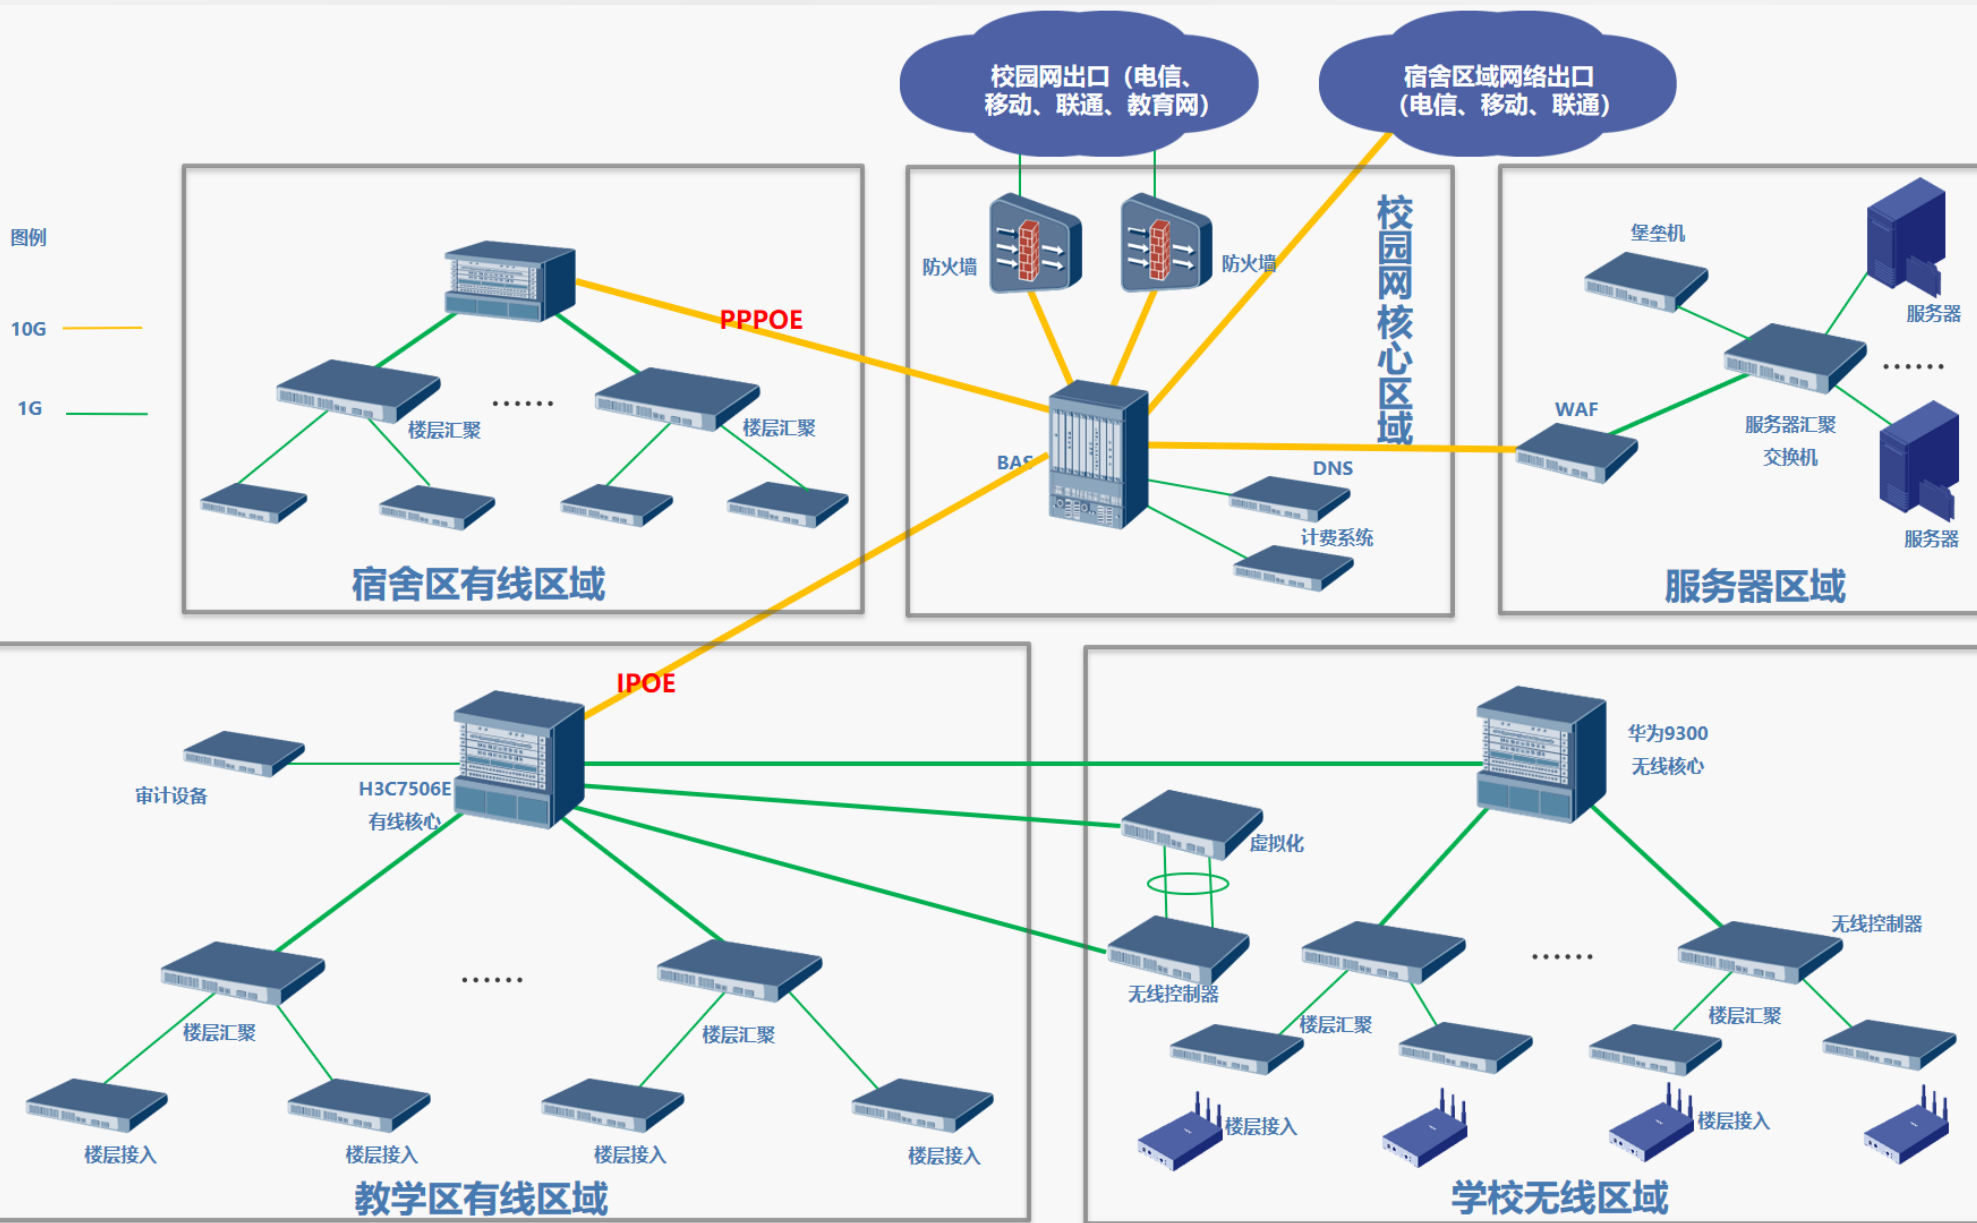 校园网出口（电信、
移动、联通、教育网）
宿舍区域网络出口
（电信、移动、联通）
图例
10G
1G
PPPOE
楼层汇聚
楼层汇聚
宿舍区有线区域
防火墙
防火墙
校园网核心区域
BAS
DNS
计费系统
堡垒机
服务器
WAF
服务器汇聚
交换机
服务器
服务器区域
IPOE
审计设备
H3C7506E
有线核心
楼层汇聚
楼层汇聚
楼层接入
楼层接入
楼层接入
楼层接入
教学区有线区域
华为9300
无线核心
虚拟化
无线控制器
无线控制器
楼层汇聚
楼层汇聚
楼层接入
楼层接入
学校无线区域